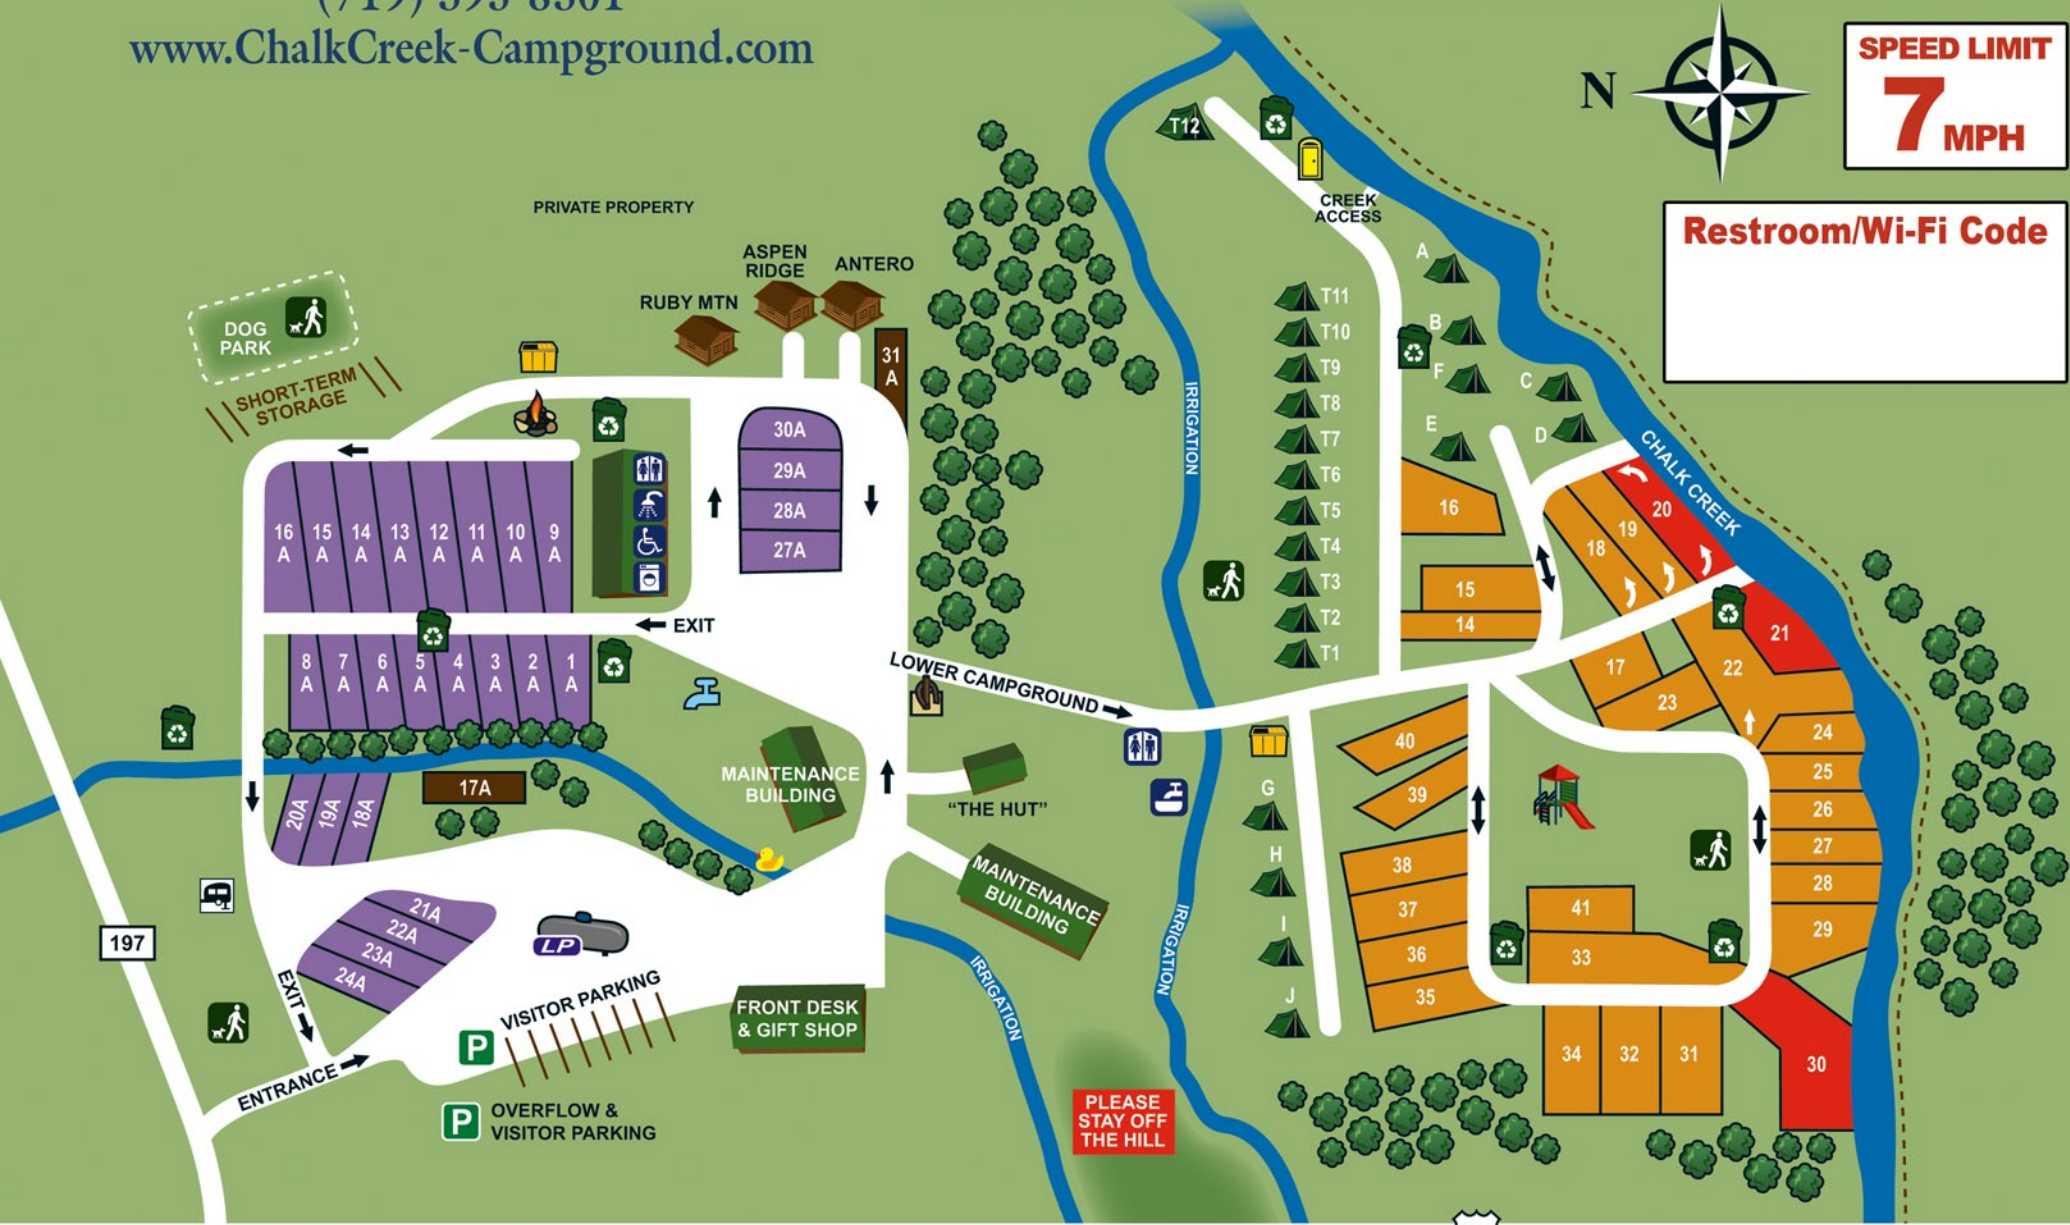 www.ChalkCreek-Campground.com
N
SPEED LIMIT
7 MPH
Restroom/Wi-Fi Code
T12
CREEK
ACCESS
PRIVATE PROPERTY
ASPEN
RIDGE
ANTERO
RUBY MTN
31
A
DOG
PARK
SHORT-TERM
STORAGE
30A
29A
28A
27A
16
A
15
A
14
A
13
A
12
A
11
A
10
A
9
A
EXIT
8
A
7
A
6
A
5
A
4
A
3
A
2
A
1
A
20A
19A
18A
17A
MAINTENANCE
BUILDING
"THE HUT"
MAINTENANCE
BUILDING
LOWER CAMPGROUND
21A
22A
23A
24A
LP
197
EXIT
ENTRANCE
VISITOR PARKING
P
P
OVERFLOW &
VISITOR PARKING
FRONT DESK
& GIFT SHOP
IRRIGATION
IRRIGATION
IRRIGATION
PLEASE
STAY OFF
THE HILL
T11
T10
T9
T8
T7
T6
T5
T4
T3
T2
T1
A
B
F
C
E
D
CHALK CREEK
16
15
14
18
19
20
21
17
22
23
24
25
26
27
28
29
40
39
38
37
36
35
41
33
34
32
31
30
G
H
I
J